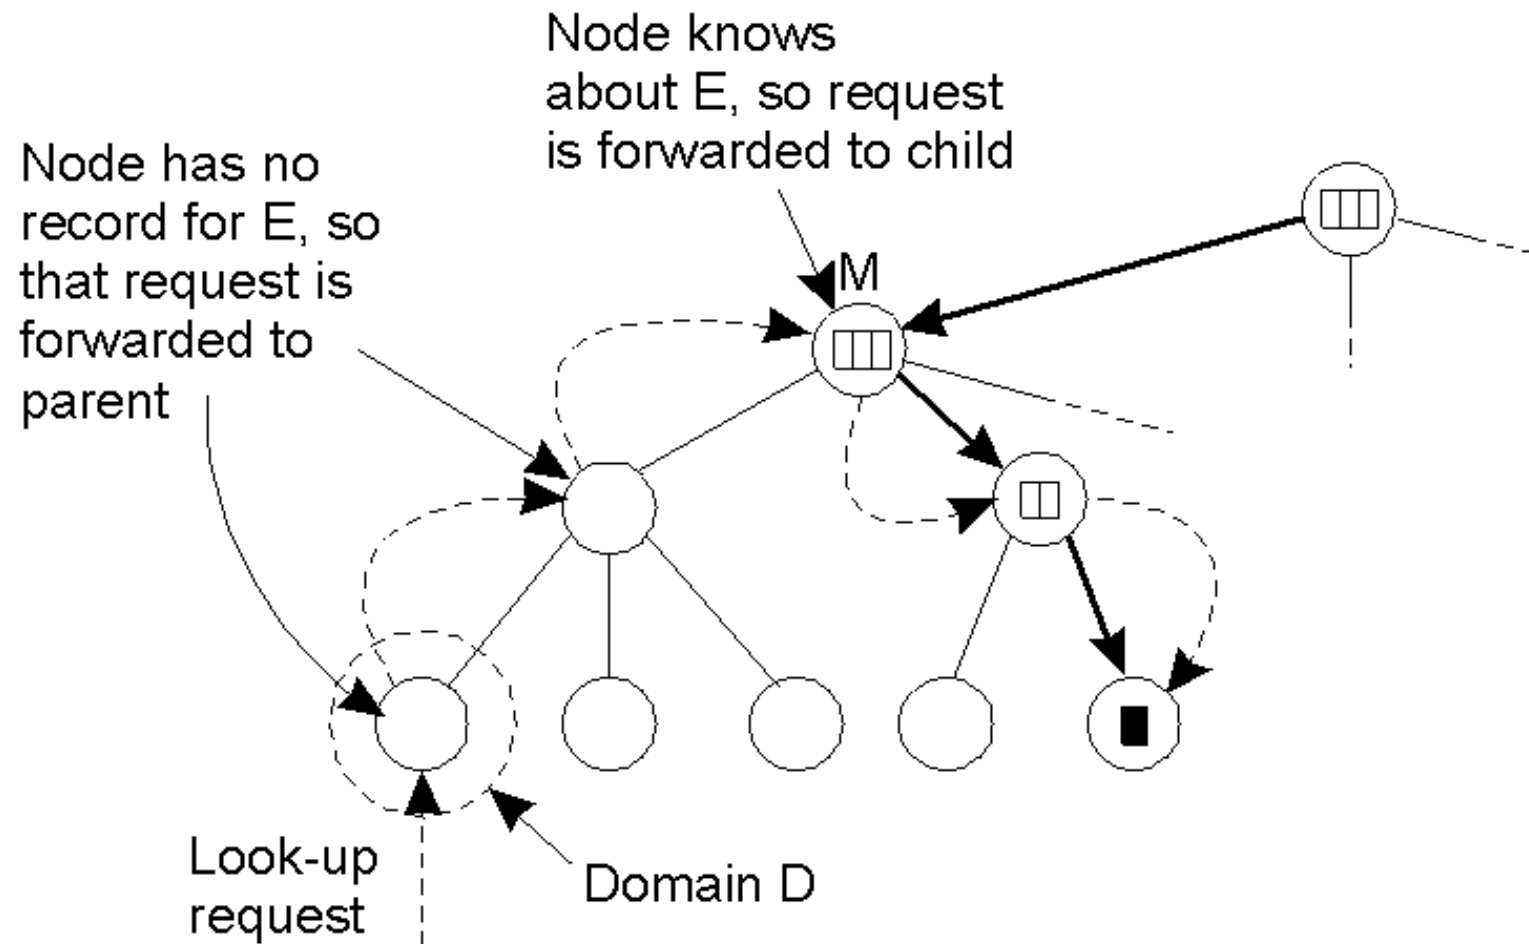 Node knows
about E, so request
is forwarded to child
Node has no
record for E, so
that request is
forwarded to
parent
M
Look-up
request
Domain D